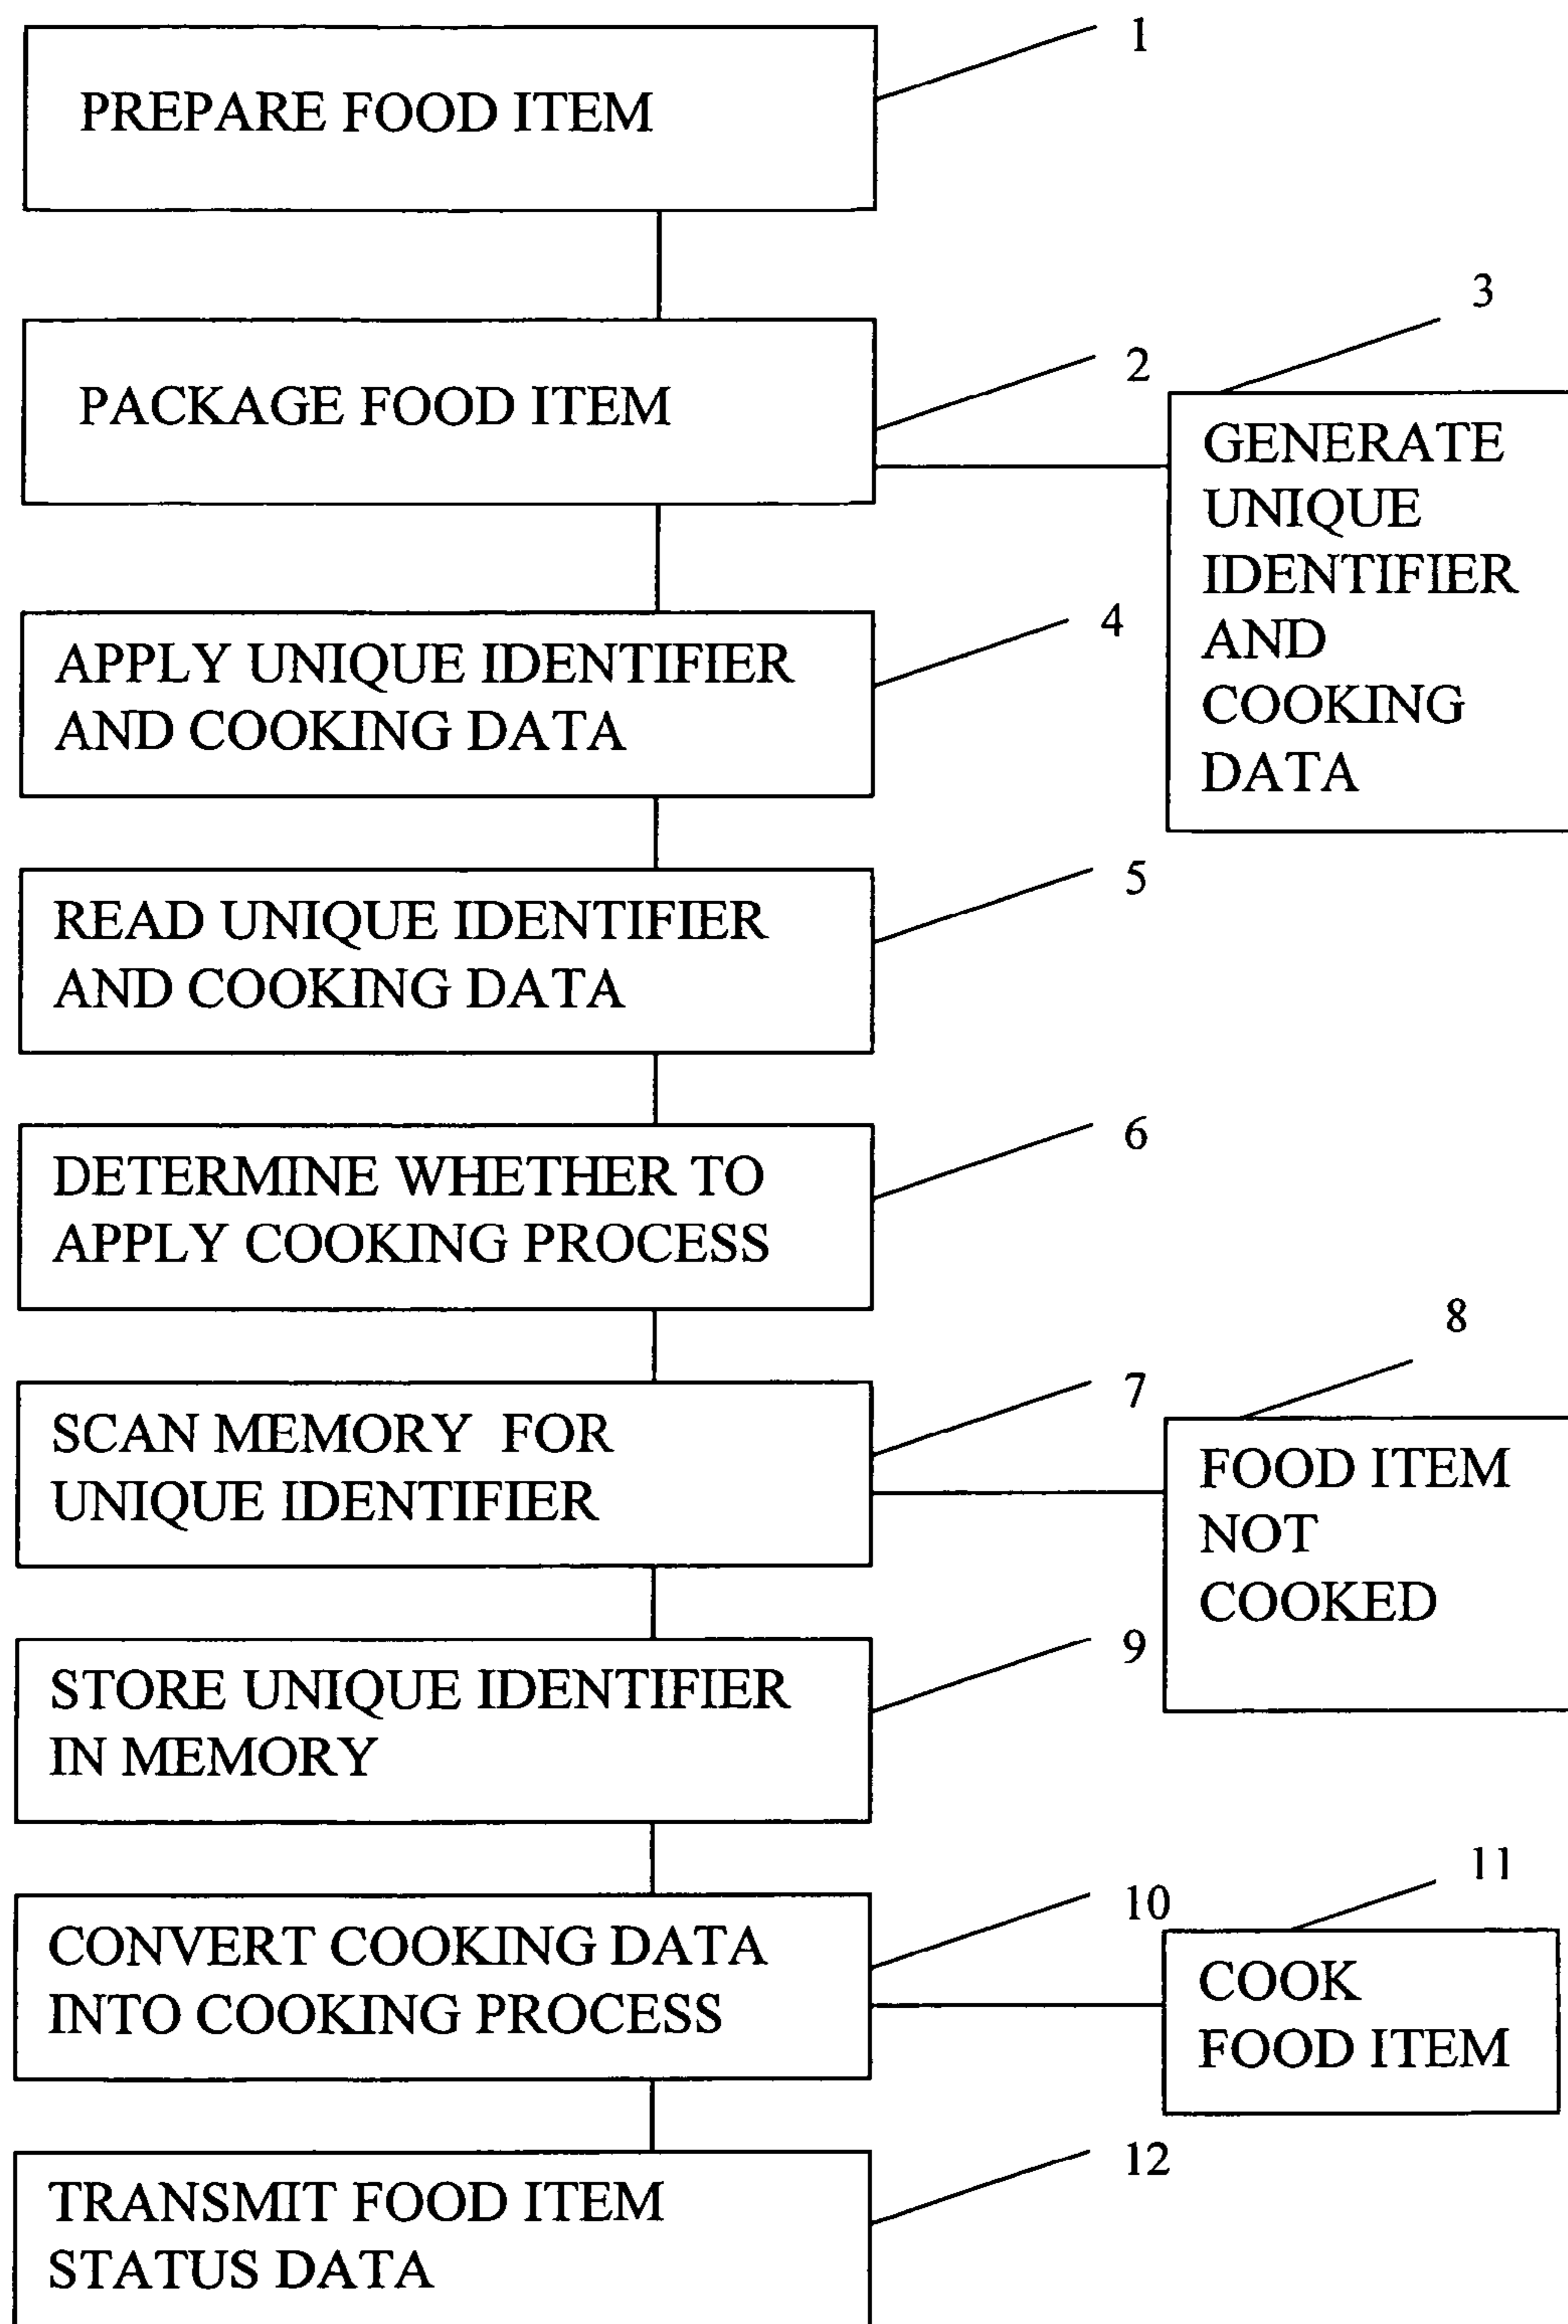 1
PREPARE FOOD ITEM
3
2
PACKAGE FOOD ITEM
GENERATE
UNIQUE
IDENTIFIER
AND
COOKING
DATA
4
APPLY UNIQUE IDENTIFIER
AND COOKING DATA
5
READ UNIQUE IDENTIFIER
AND COOKING DATA
6
DETERMINE WHETHER TO
APPLY COOKING PROCESS
8
7
SCAN MEMORY FOR
UNIQUE IDENTIFIER
FOOD ITEM
NOT
COOKED
9
STORE UNIQUE IDENTIFIER
IN MEMORY
11
10
CONVERT COOKING DATA
INTO COOKING PROCESS
COOK
FOOD ITEM
12
TRANSMIT FOOD ITEM
STATUS DATA